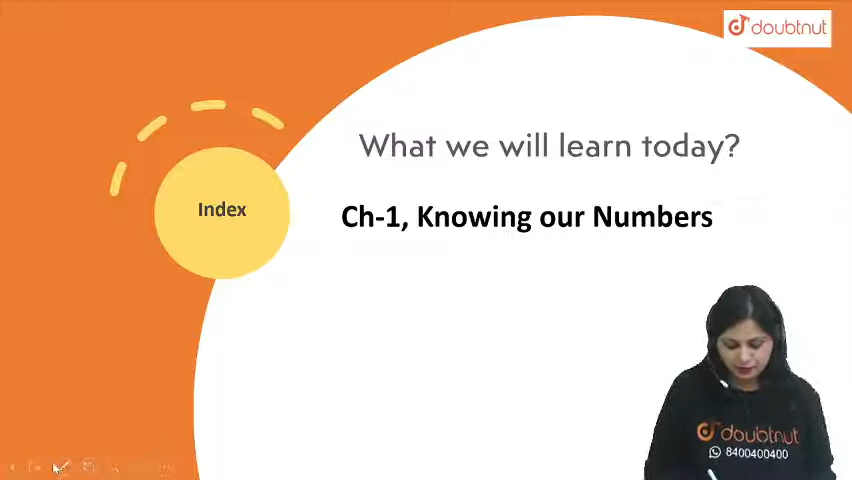 doubtnut
What we will learn today?
Index
Ch-1, Knowing our Numbers
doubtnut
8400400400